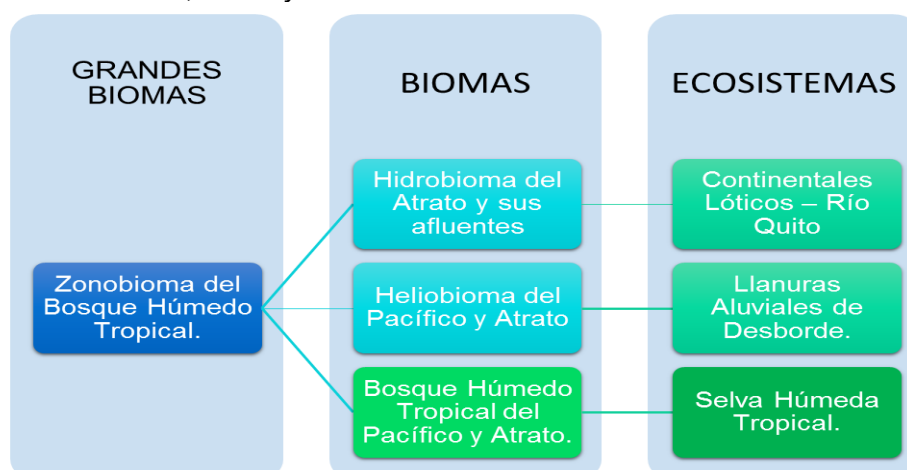 GRANDES
BIOMAS
BIOMAS
ECOSISTEMAS
Zonobioma del
Bosque Húmedo
Tropical.
Hidrobioma del
Atrato y sus
afluentes
Continentales
Lóticos – Río
Quito
Heliobioma del
Pacífico y Atrato
Llanuras
Aluviales de
Desborde.
Bosque Húmedo
Tropical del
Pacífico y Atrato.
Selva Húmeda
Tropical.